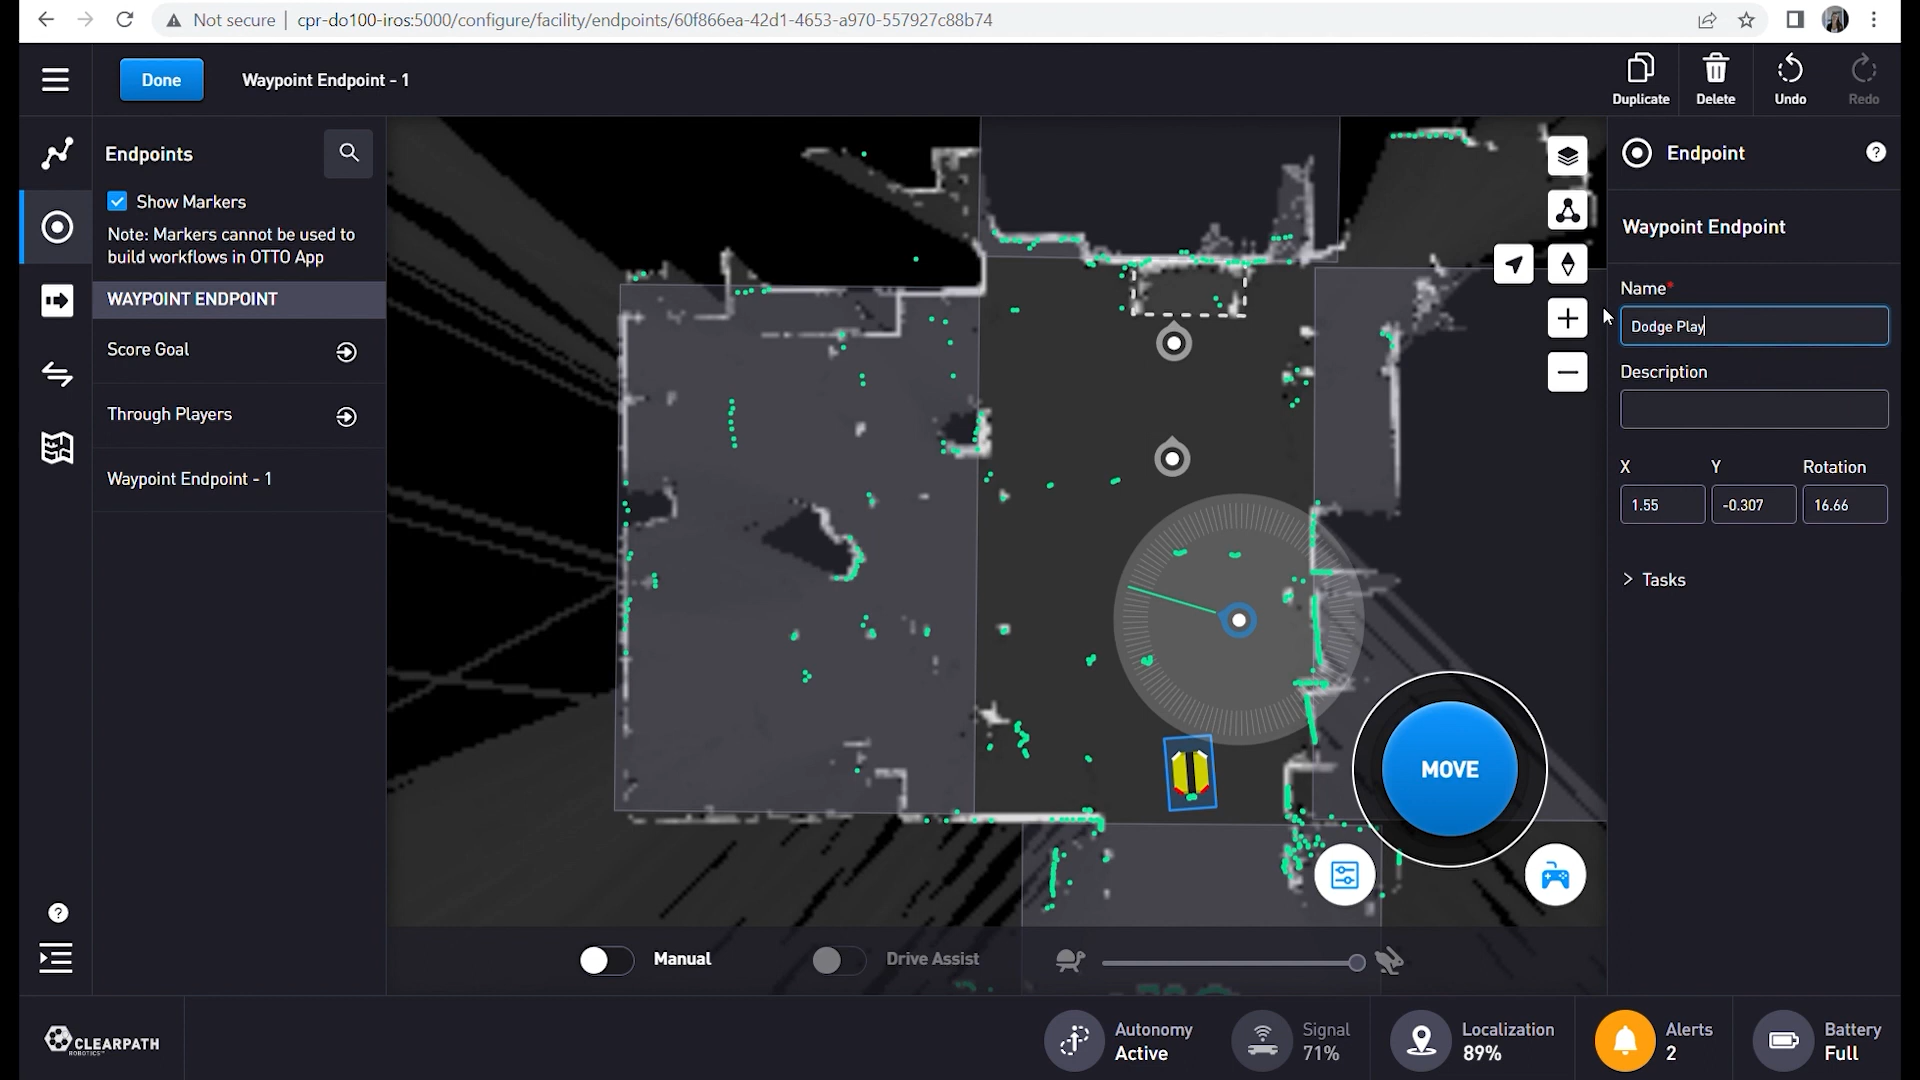 Not secure
cpr-do100-iros:5000/configure/facility/endpoints/60f866ea-42d1-4653-a970-557927c88b74
Done
Waypoint Endpoint - 1
Duplicate
Delete
Undo
Redo
Endpoints
Show Markers
Note: Markers cannot be used to
build workflows in OTTO App
WAYPOINT ENDPOINT
Score Goal
Through Players
Waypoint Endpoint - 1
Endpoint
?
Waypoint Endpoint
Name*
Dodge Play
Description
X
Y
Rotation
1.55
-0.307
16.66
> Tasks
MOVE
?
Manual
Drive Assist
CLEARPATH
ROBOTICS™
Autonomy
Active
Signal
71%
Localization
89%
Alerts
2
Battery
Full